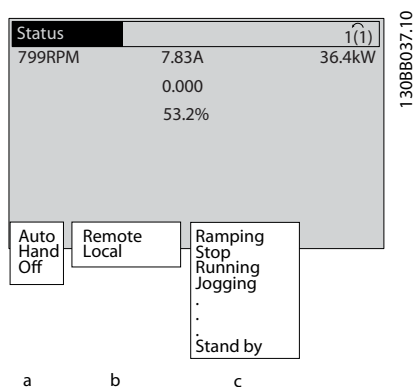 Status 1(1)
799RPM 7.83A 36.4kW
0.000
53.2%
130BB037.10
Auto
Hand
Off
Remote
Local
Ramping
Stop
Running
Jogging
.
.
.
Stand by
a b c